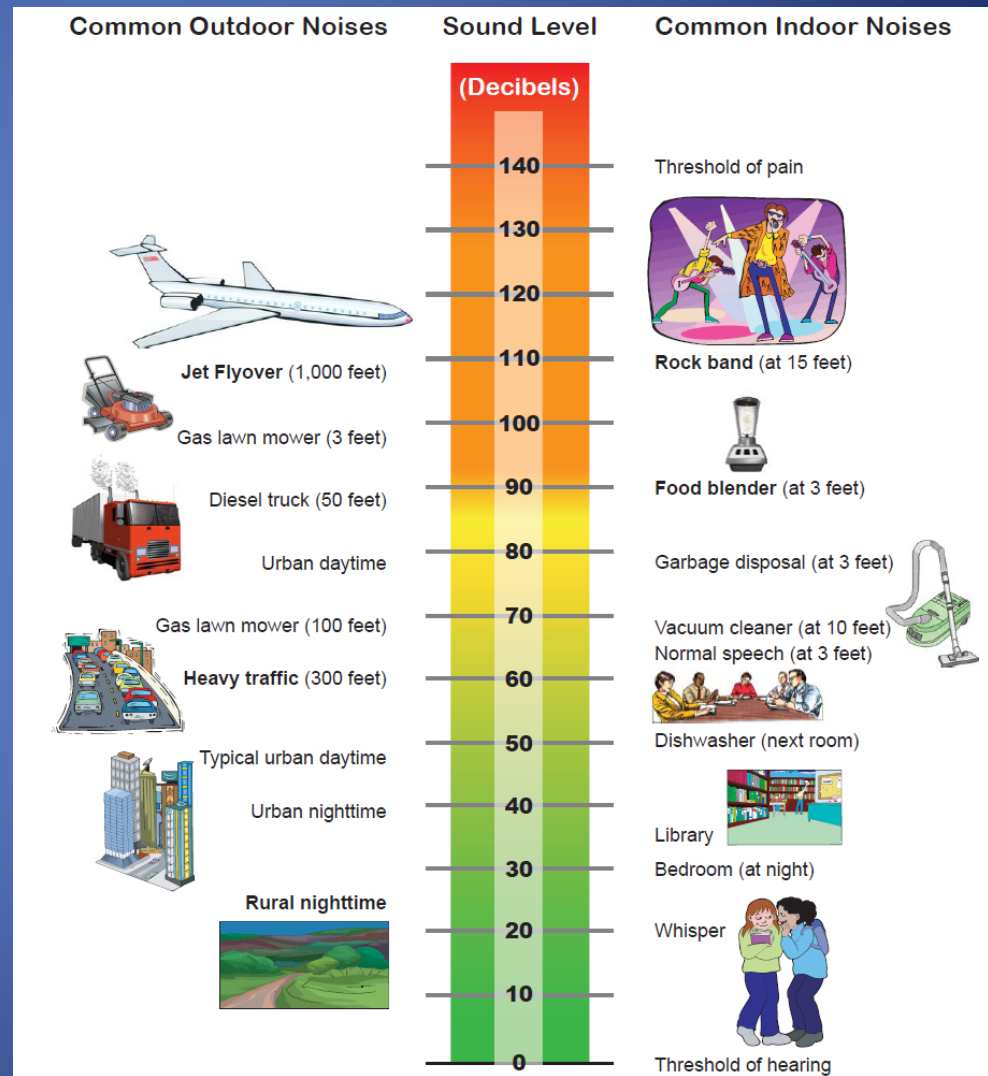 Common Outdoor Noises
Sound Level
Common Indoor Noises
(Decibels)
140
Threshold of pain
130
120
110
Jet Flyover (1,000 feet)
Rock band (at 15 feet)
100
Gas lawn mower (3 feet)
90
Diesel truck (50 feet)
Food blender (at 3 feet)
80
Urban daytime
Garbage disposal (at 3 feet)
70
Gas lawn mower (100 feet)
Vacuum cleaner (at 10 feet)
Normal speech (at 3 feet)
Heavy traffic (300 feet)
60
50
Dishwasher (next room)
Typical urban daytime
40
Urban nighttime
Library
30
Bedroom (at night)
Rural nighttime
20
Whisper
10
0
Threshold of hearing